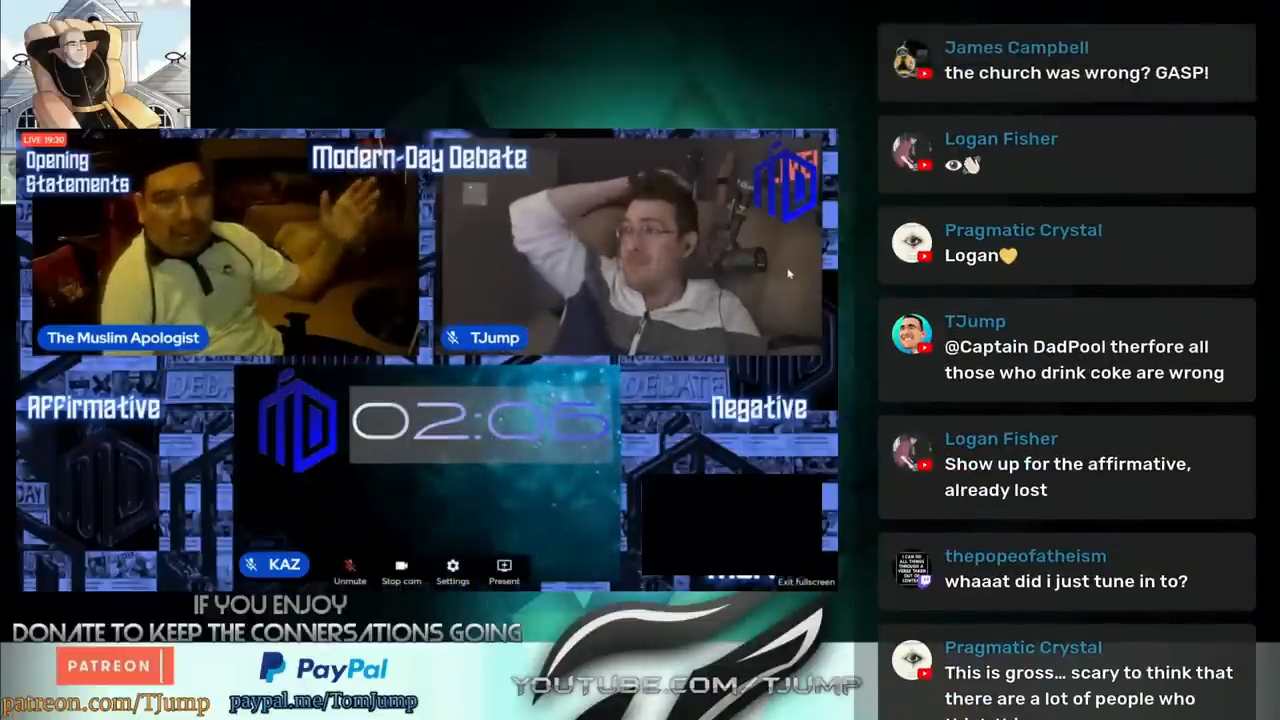 LIVE 19:30
Opening
Statements
Modern-Day Debate
The Muslim Apologist
TJump
Affirmative
Negative
DEBATE
DEBATE
02:06
KAZ
Unmute
Stop cam
Settings
Present
Exit fullscreen
IF YOU ENJOY
DONATE TO KEEP THE CONVERSATIONS GOING
PATREON
PayPal
patreon.com/TJump
paypal.me/TomJump
YOUTUBE.COM/TJUMP
James Campbell
the church was wrong? GASP!
Logan Fisher
👁👏🏻
Pragmatic Crystal
Logan💛
TJump
@Captain DadPool therfore all
those who drink coke are wrong
Logan Fisher
Show up for the affirmative,
already lost
thepopeofatheism
whaaat did i just tune in to?
Pragmatic Crystal
This is gross... scary to think that
there are a lot of people who